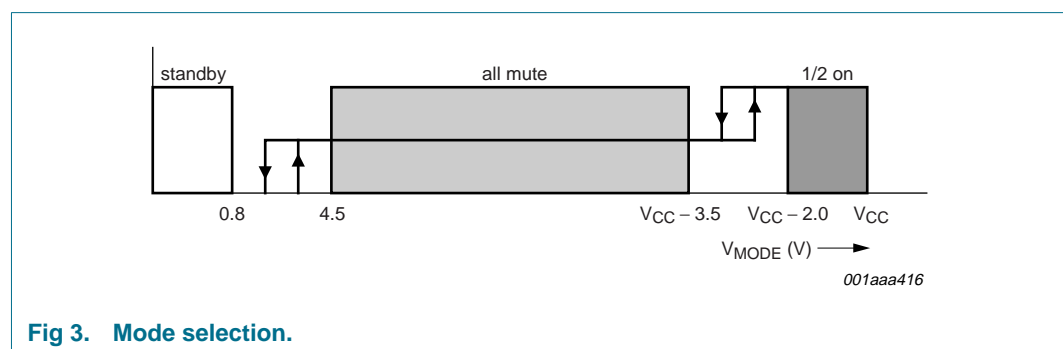 standby all mute 1/2 on
0.8 4.5 VCC – 3.5 VCC – 2.0 VCC
VMODE (V)
001aaa416
Fig 3. Mode selection.